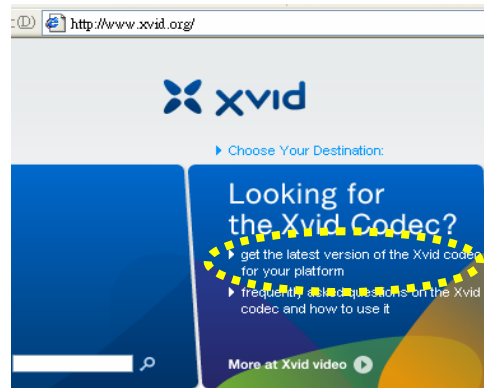 :(D) http://www.xvid.org/
xvid
Choose Your Destination:
Looking for
the Xvid Codec?
get the latest version of the Xvid codec
for your platform
frequently asked questions on the Xvid
codec and how to use it
More at Xvid video